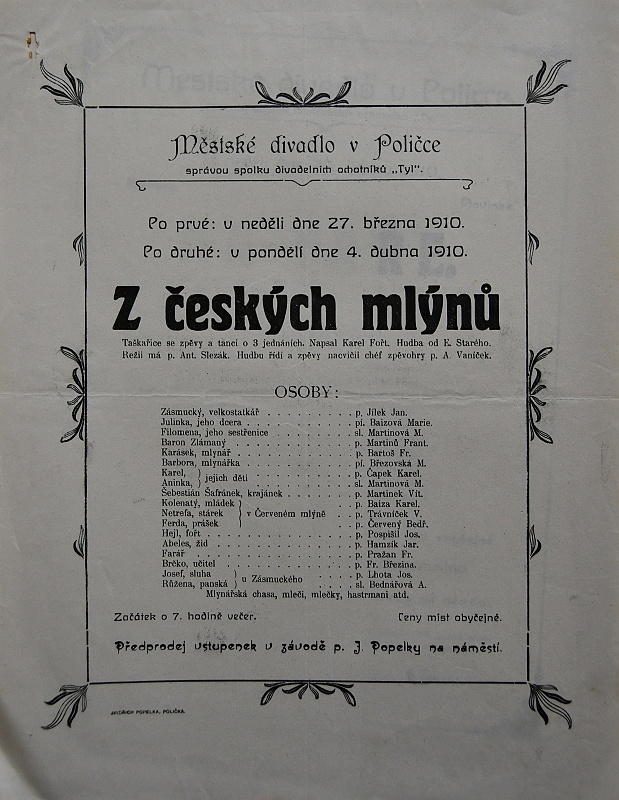 Městské divadlo v Poličce
správou spolku divadelních ochotníků „Tyl“.
Po prvé: v neděli dne 27. března 1910.
Po druhé: v pondělí dne 4. dubna 1910.
Z českých mlýnů
Taškařice se zpěvy a tanci o 3 jednáních. Napsal Karel Fořt. Hudba od E. Starého.
Režii má p. Ant. Slezák. Hudbu řídí a zpěvy nacvičil chéf zpěvohry p. A. Vaníček.
OSOBY:
Zásmucký, velkostatkář . . . . . . . . . p. Jílek Jan.
Julinka, jeho dcera . . . . . . . . . . . pí. Baizová Marie.
Filomena, jeho sestřenice . . . . . . . . sl. Martinová M.
Baron Zlámaný . . . . . . . . . . . . p. Martinů Frant.
Karásek, mlynář . . . . . . . . . . . . p. Bartoš Fr.
Barbora, mlynářka . . . . . . . . . . . pí. Březovská M.
Karel, } jejich děti . . . . . . . . . . p. Čapek Karel.
Aninka, } . . . . . . . . . . sl. Martinová M.
Šebestián Šafránek, krajánek . . . . . . . p. Martinek Vít.
Kolenatý, mládek } . . p. Baiza Karel.
Netřefa, stárek } v Červeném mlýně . . p. Trávníček V.
Ferda, prášek } . . p. Červený Bedř.
Hejl, fořt . . . . . . . . . . . . . . . p. Pospíšil Jos.
Abeles, žid . . . . . . . . . . . . . . p. Hamzík Jar.
Farář . . . . . . . . . . . . . . . . p. Pražan Fr.
Brčko, učitel . . . . . . . . . . . . . p. Fr. Březina.
Josef, sluha } u Zásmuckého . . . . p. Lhota Jos.
Růžena, panská } . . . . sl. Bednářová A.
Mlynářská chasa, mleči, mlečky, hastrmani atd.
Začátek o 7. hodině večer. Ceny míst obyčejné.
Předprodej vstupenek v závodě p. J. Popelky na náměstí.
JINDŘICH POPELKA, POLIČKA.